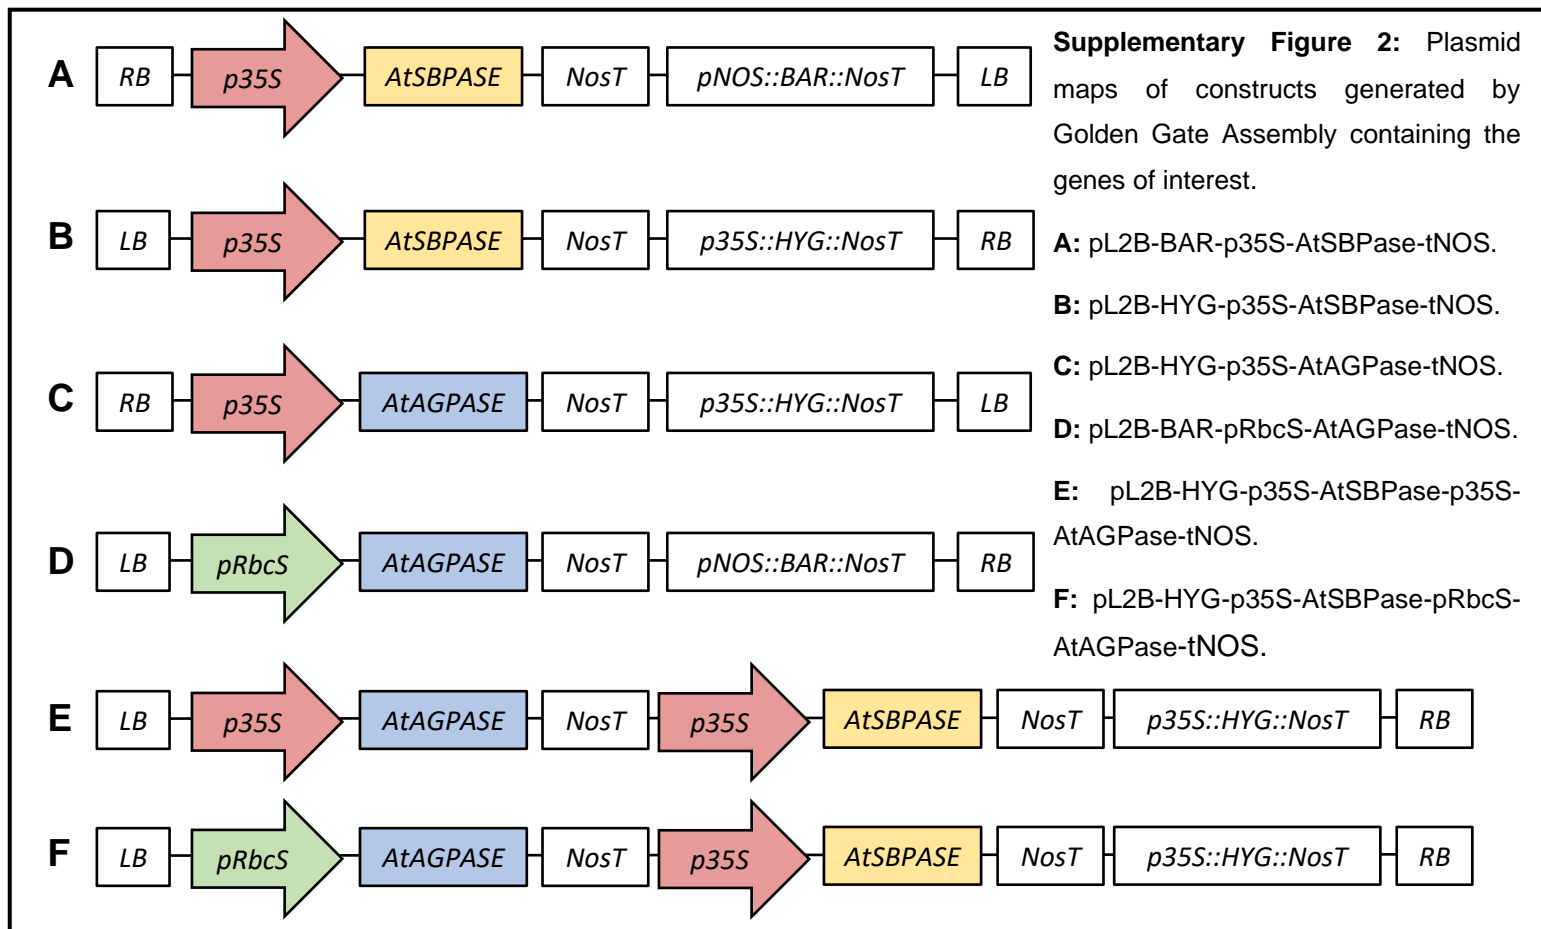 A RB p35S AtSBPASE NosT pNOS::BAR::NosT LB
B LB p35S AtSBPASE NosT p35S::HYG::NosT RB
C RB p35S AtAGPASE NosT p35S::HYG::NosT LB
D LB pRbcS AtAGPASE NosT pNOS::BAR::NosT RB
E LB p35S AtAGPASE NosT p35S AtSBPASE NosT p35S::HYG::NosT RB
F LB pRbcS AtAGPASE NosT p35S AtSBPASE NosT p35S::HYG::NosT RB
Supplementary Figure 2: Plasmid
maps of constructs generated by
Golden Gate Assembly containing the
genes of interest.
A: pL2B-BAR-p35S-AtSBPase-tNOS.
B: pL2B-HYG-p35S-AtSBPase-tNOS.
C: pL2B-HYG-p35S-AtAGPase-tNOS.
D: pL2B-BAR-pRbcS-AtAGPase-tNOS.
E: pL2B-HYG-p35S-AtSBPase-p35S-
AtAGPase-tNOS.
F: pL2B-HYG-p35S-AtSBPase-pRbcS-
AtAGPase-tNOS.